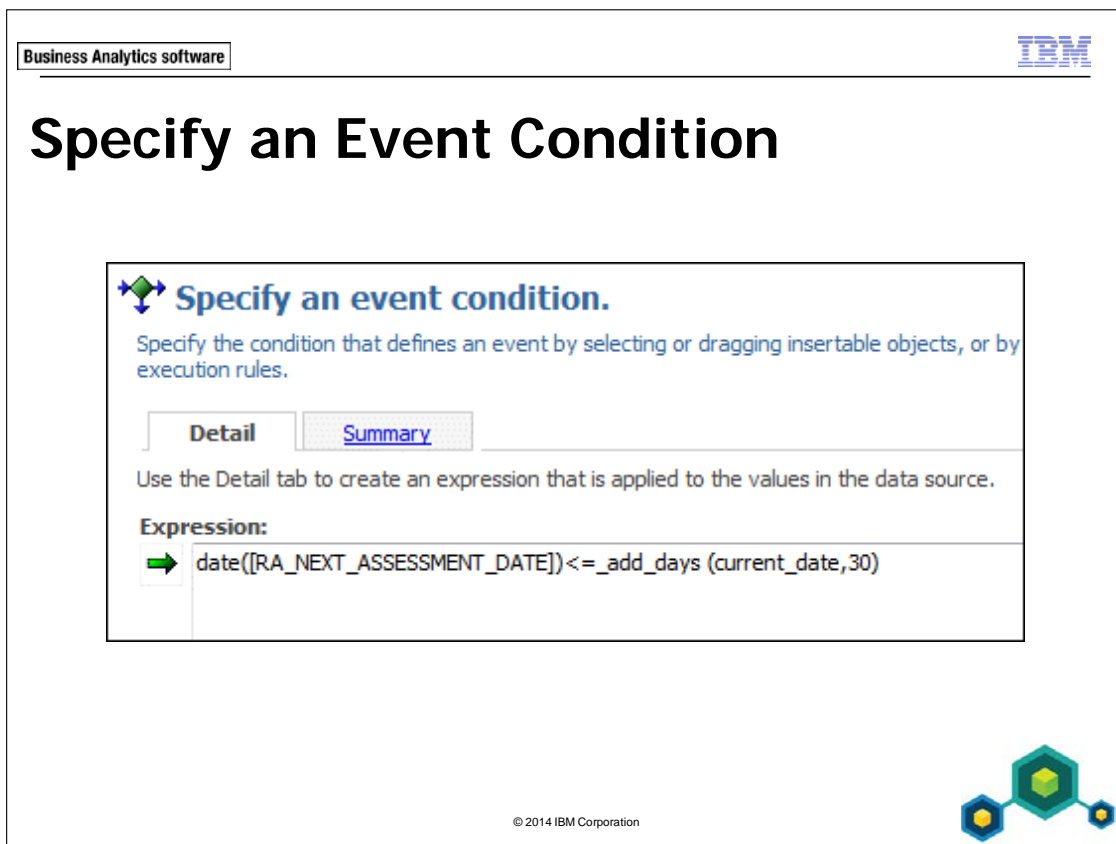 Business Analytics software
IBM
Specify an Event Condition
Specify an event condition.
Specify the condition that defines an event by selecting or dragging insertable objects, or by
execution rules.
Detail
Summary
Use the Detail tab to create an expression that is applied to the values in the data source.
Expression:
date([RA_NEXT_ASSESSMENT_DATE])<=_add_days (current_date,30)
© 2014 IBM Corporation